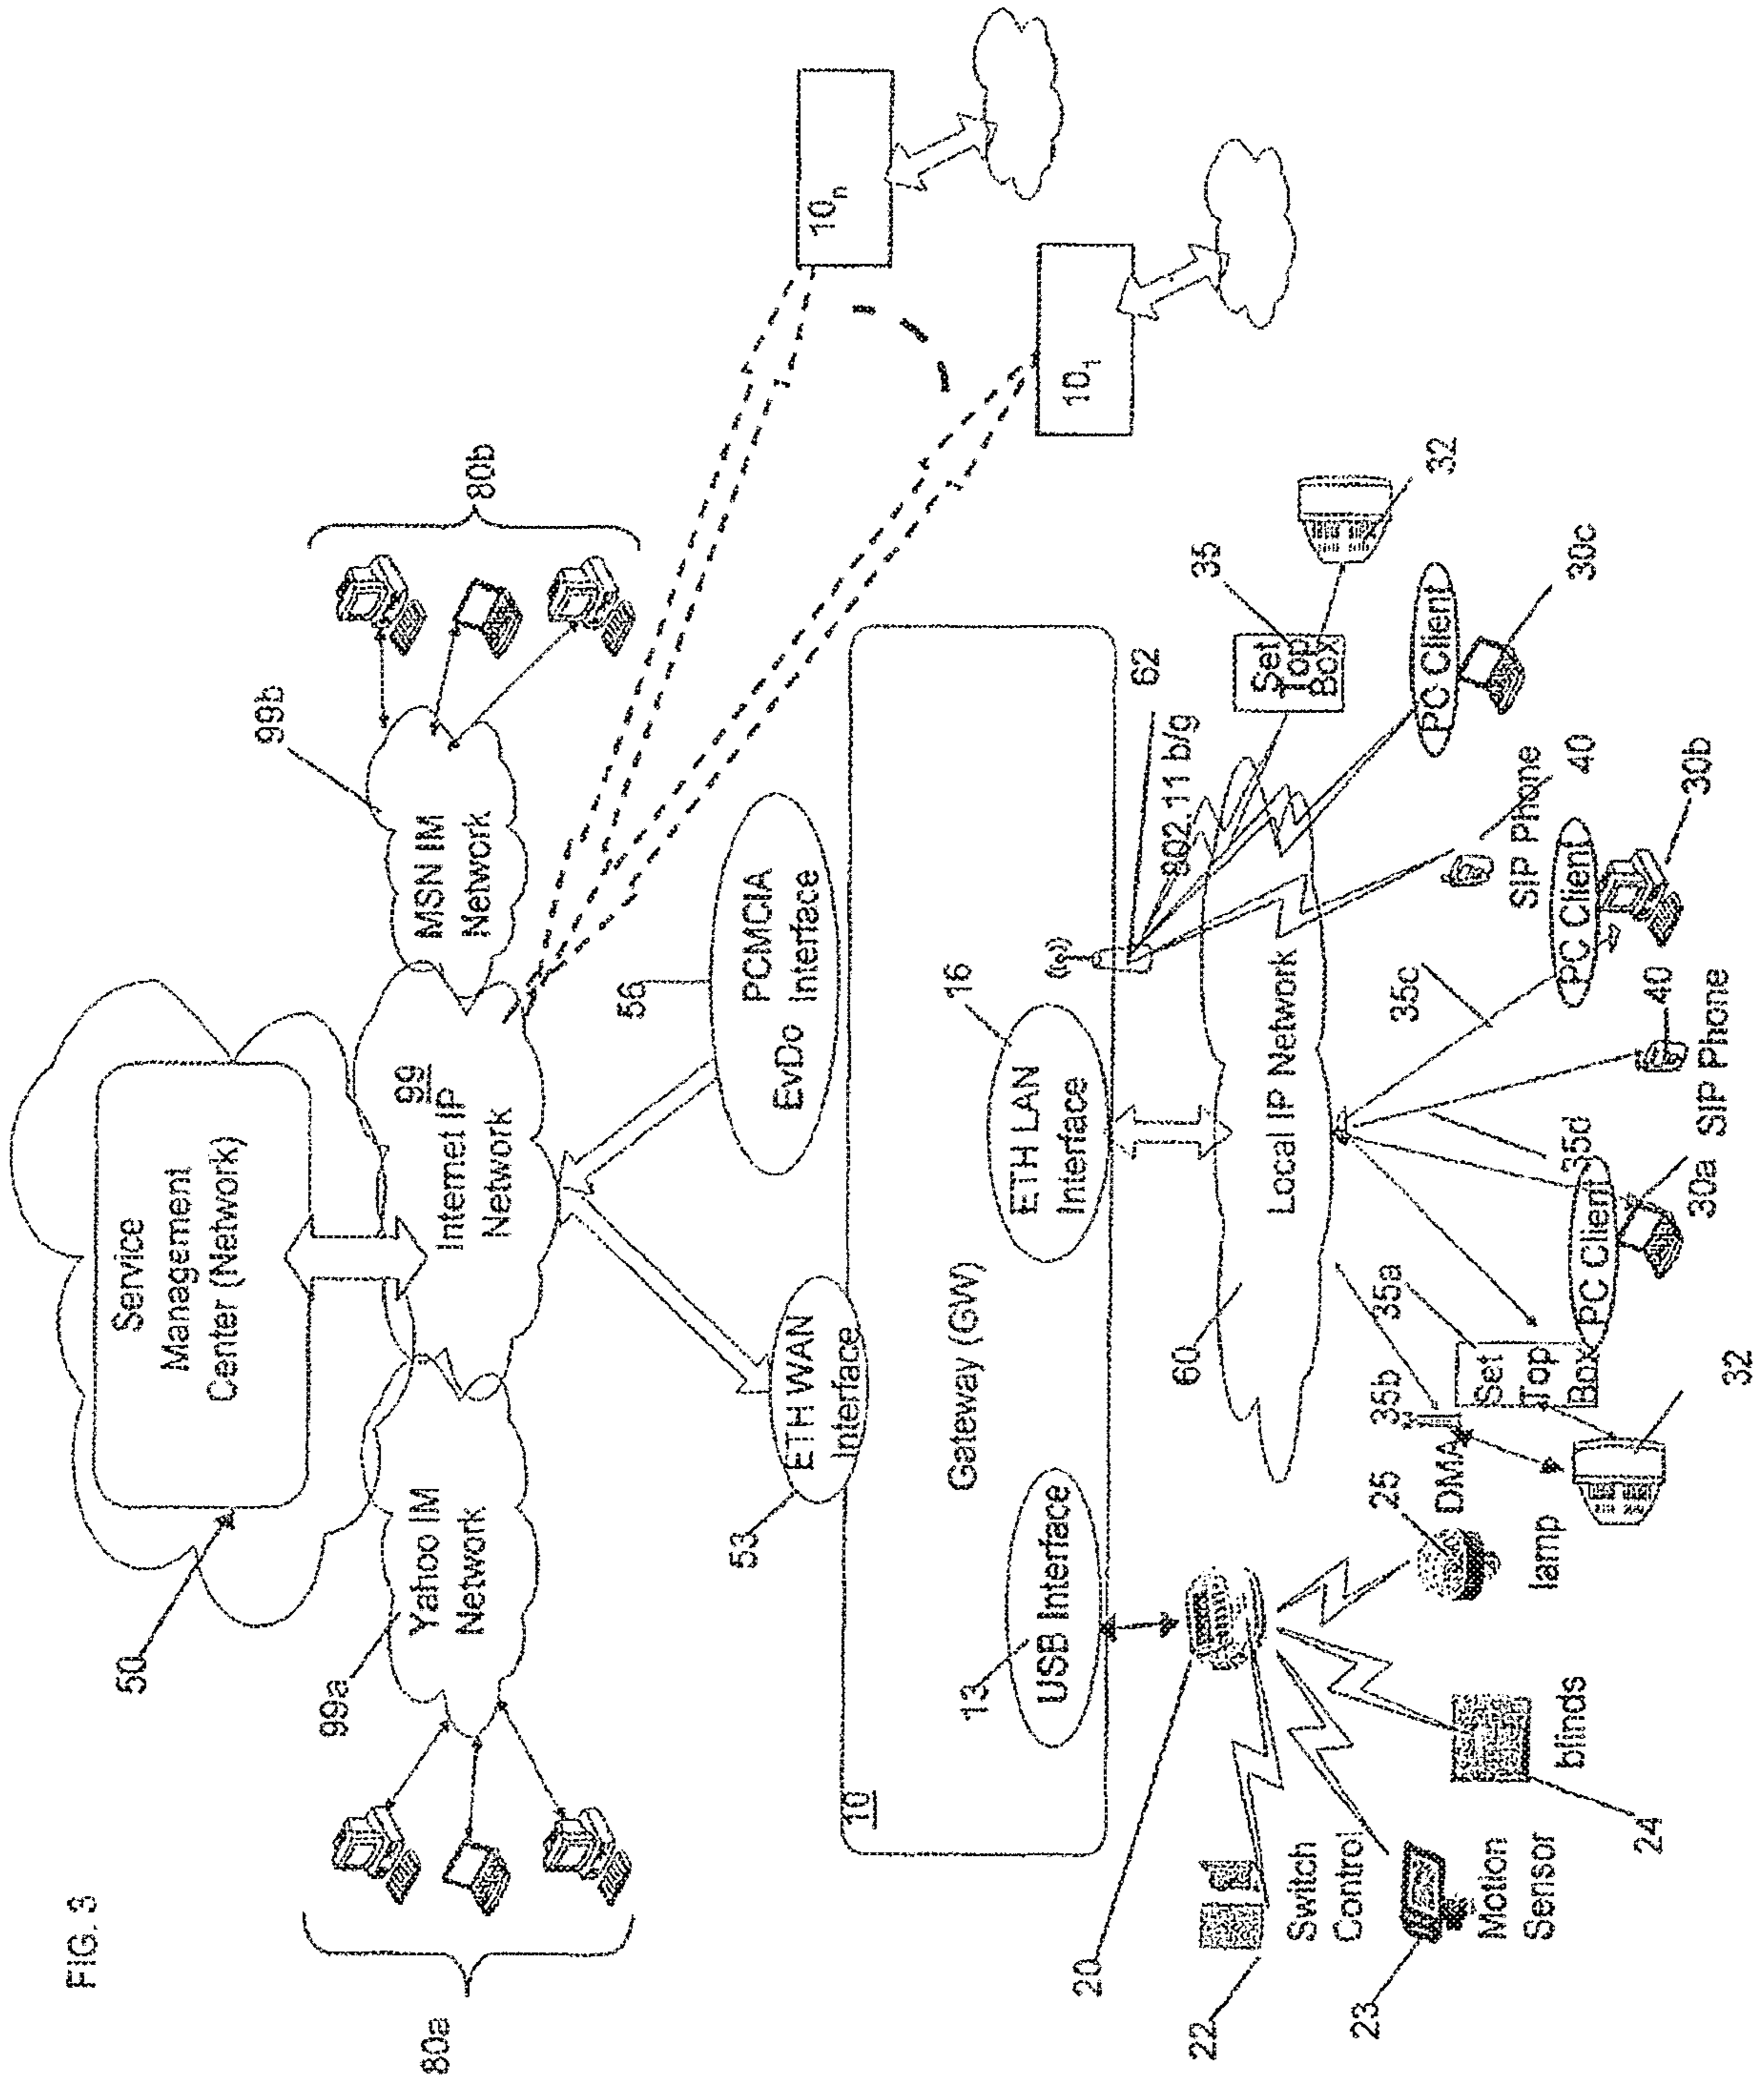 FIG. 3
50
Service
Management
Center (Network)
80a
99a
Yahoo IM
Network
99
Internet IP
Network
MSN IM
Network
99b
80b
53
ETH WAN
Interface
56
PCMCIA
EvDo Interface
10
Gateway (GW)
13
USB Interface
16
ETH LAN
Interface
10n
101
62
802.11 b/g
60
Local IP Network
20
22
Switch
Control
23
Motion
Sensor
24
blinds
25
lamp
DMA
35b
35a
Set
Top
Box
32
PC Client
30a
35d
SIP Phone
40
35c
PC Client
30b
SIP Phone
40
PC Client
30c
35
Set
Top
Box
32